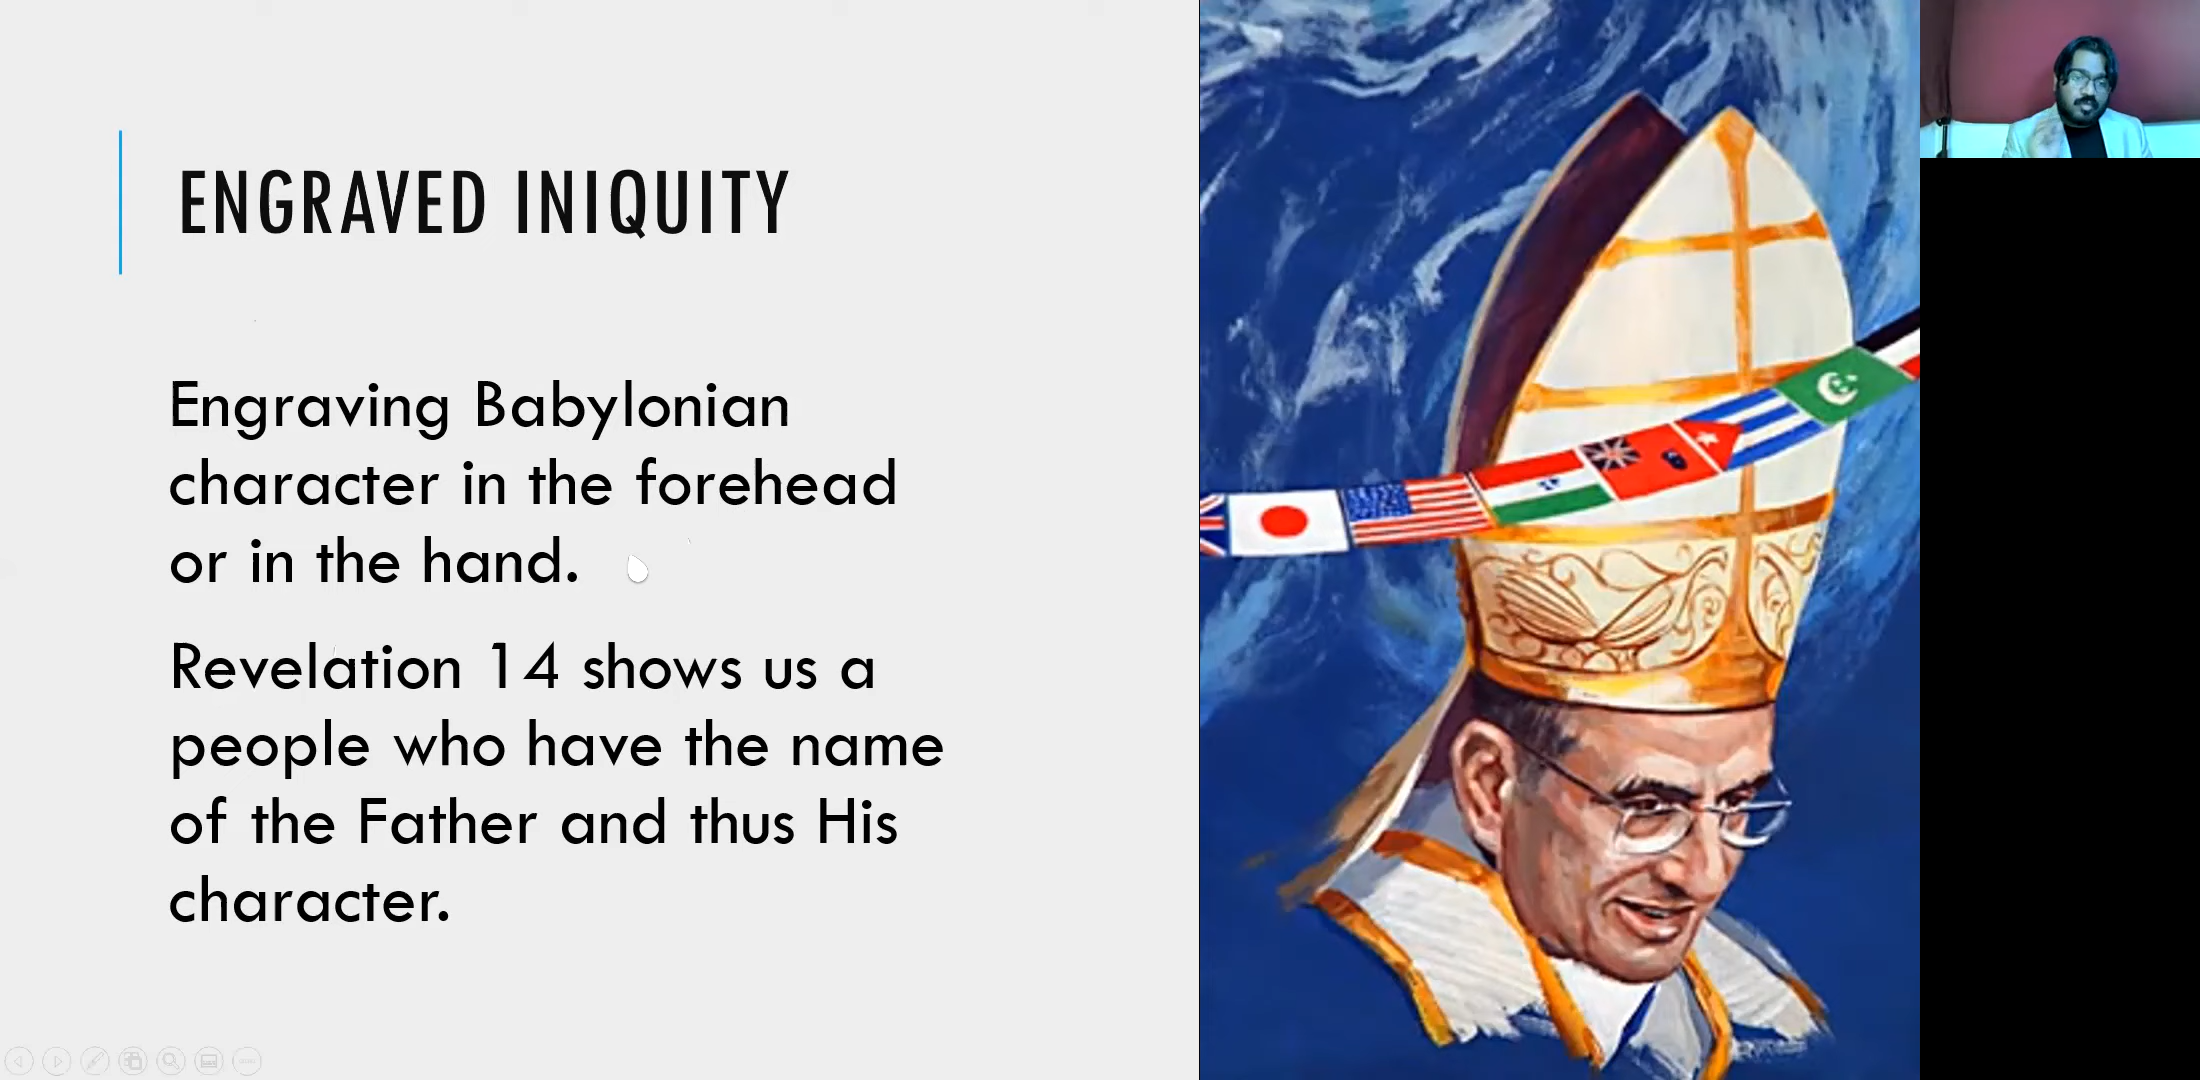 ENGRAVED INIQUITY
Engraving Babylonian
character in the forehead
or in the hand.
Revelation 14 shows us a
people who have the name
of the Father and thus His
character.